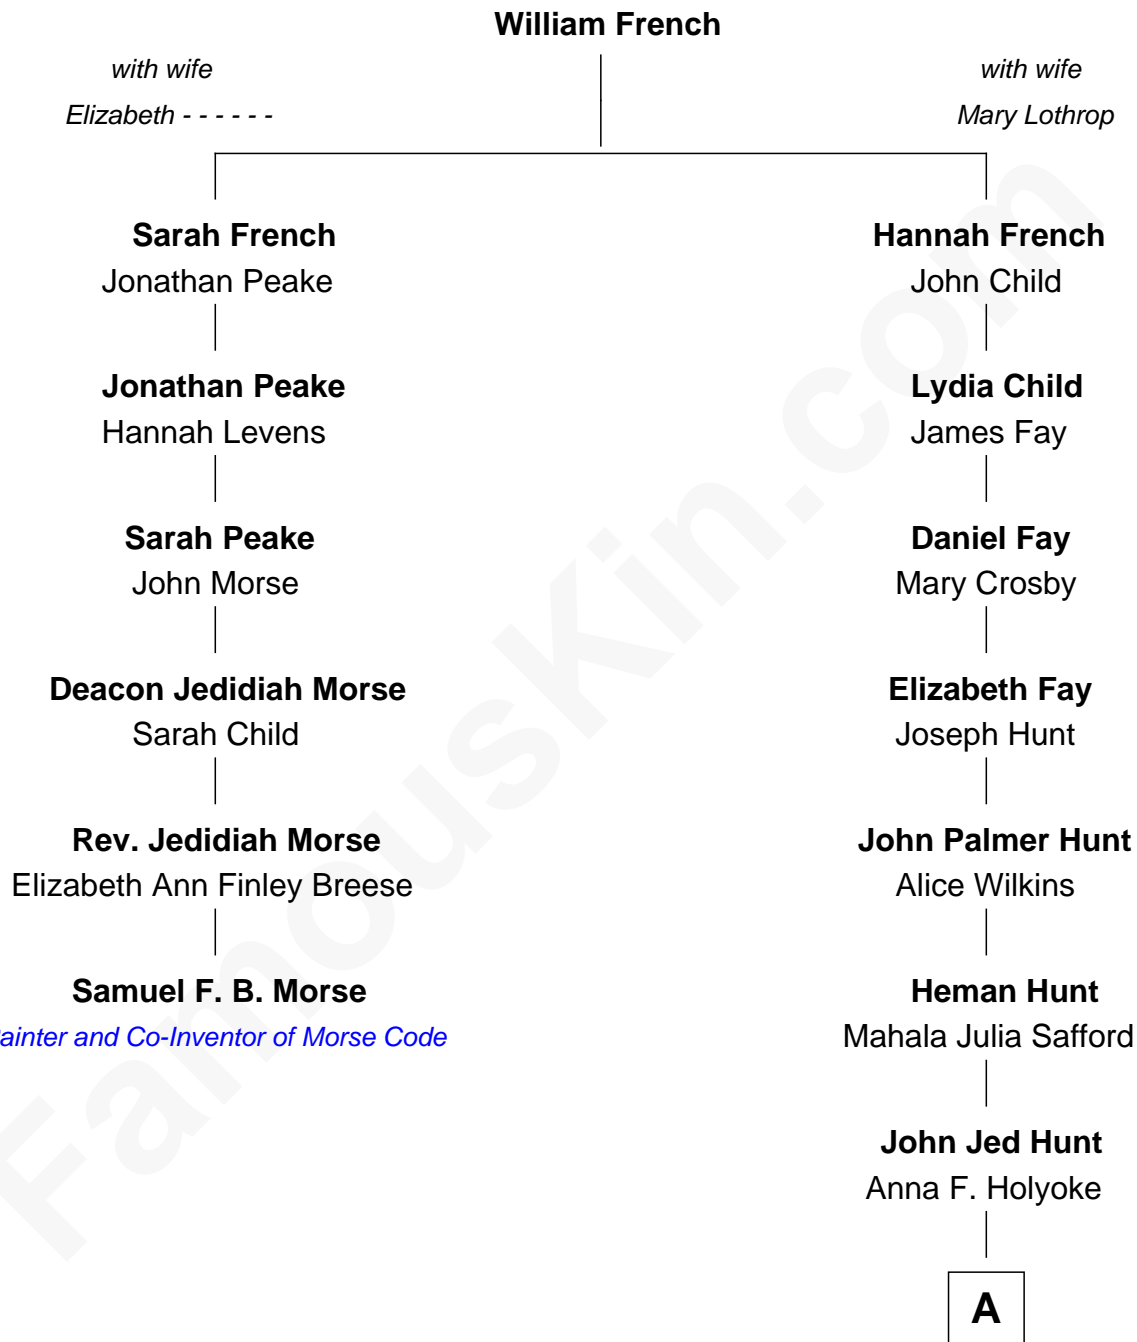 William French
with wife
Elizabeth - - - - - -
with wife
Mary Lothrop
Sarah French
Jonathan Peake
Hannah French
John Child
Jonathan Peake
Hannah Levens
Lydia Child
James Fay
Sarah Peake
John Morse
Daniel Fay
Mary Crosby
Deacon Jedidiah Morse
Sarah Child
Elizabeth Fay
Joseph Hunt
Rev. Jedidiah Morse
Elizabeth Ann Finley Breese
John Palmer Hunt
Alice Wilkins
Samuel F. B. Morse
ainter and Co-Inventor of Morse Code
Heman Hunt
Mahala Julia Safford
John Jed Hunt
Anna F. Holyoke
A
FamousKin.com